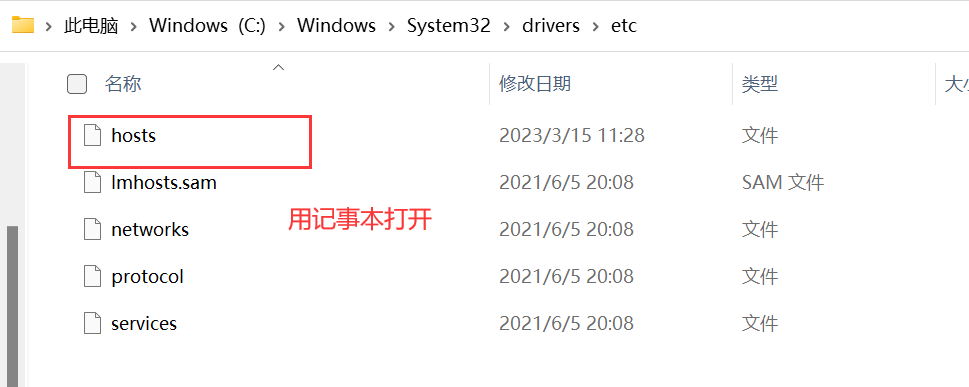 此电脑 > Windows (C:) > Windows > System32 > drivers > etc
名称 修改日期 类型 大小
hosts 2023/3/15 11:28 文件
lmhosts.sam 2021/6/5 20:08 SAM 文件
用记事本打开
networks 2021/6/5 20:08 文件
protocol 2021/6/5 20:08 文件
services 2021/6/5 20:08 文件